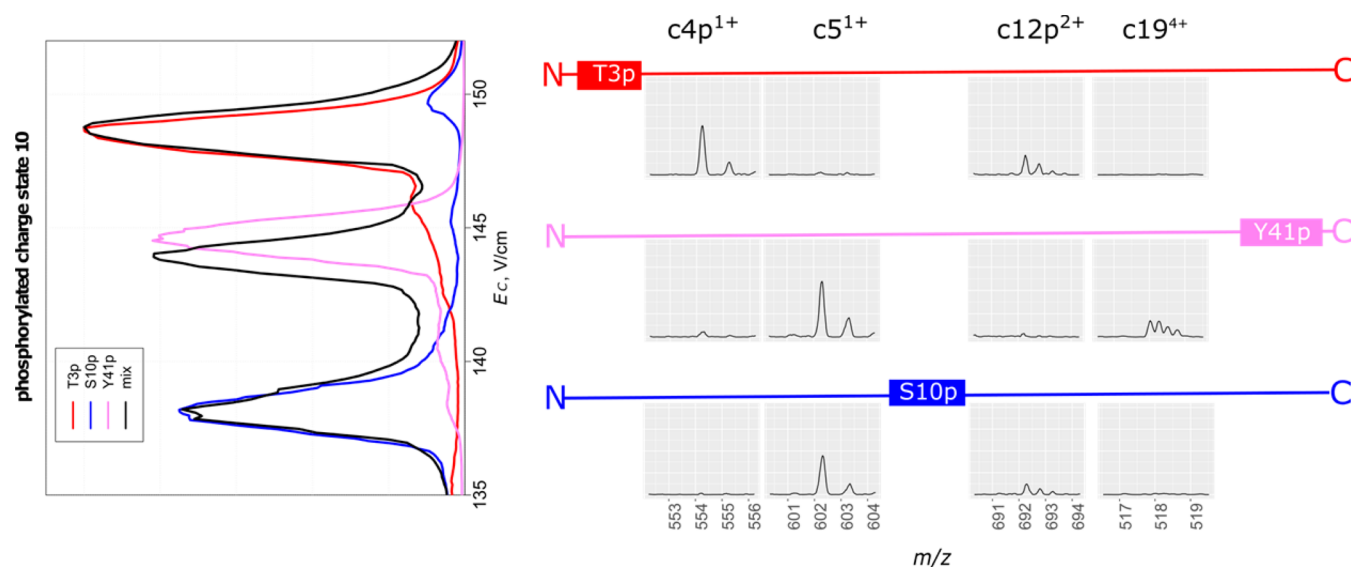 phosphorylated charge state 10
T3p
S10p
Y41p
mix
135
140
145
150
Ec, V/cm
c4p¹⁺
c5¹⁺
c12p²⁺
c19⁴⁺
N
T3p
C
N
Y41p
C
N
S10p
C
553 554 555 556
601 602 603 604
691 692 693 694
517 518 519
m/z